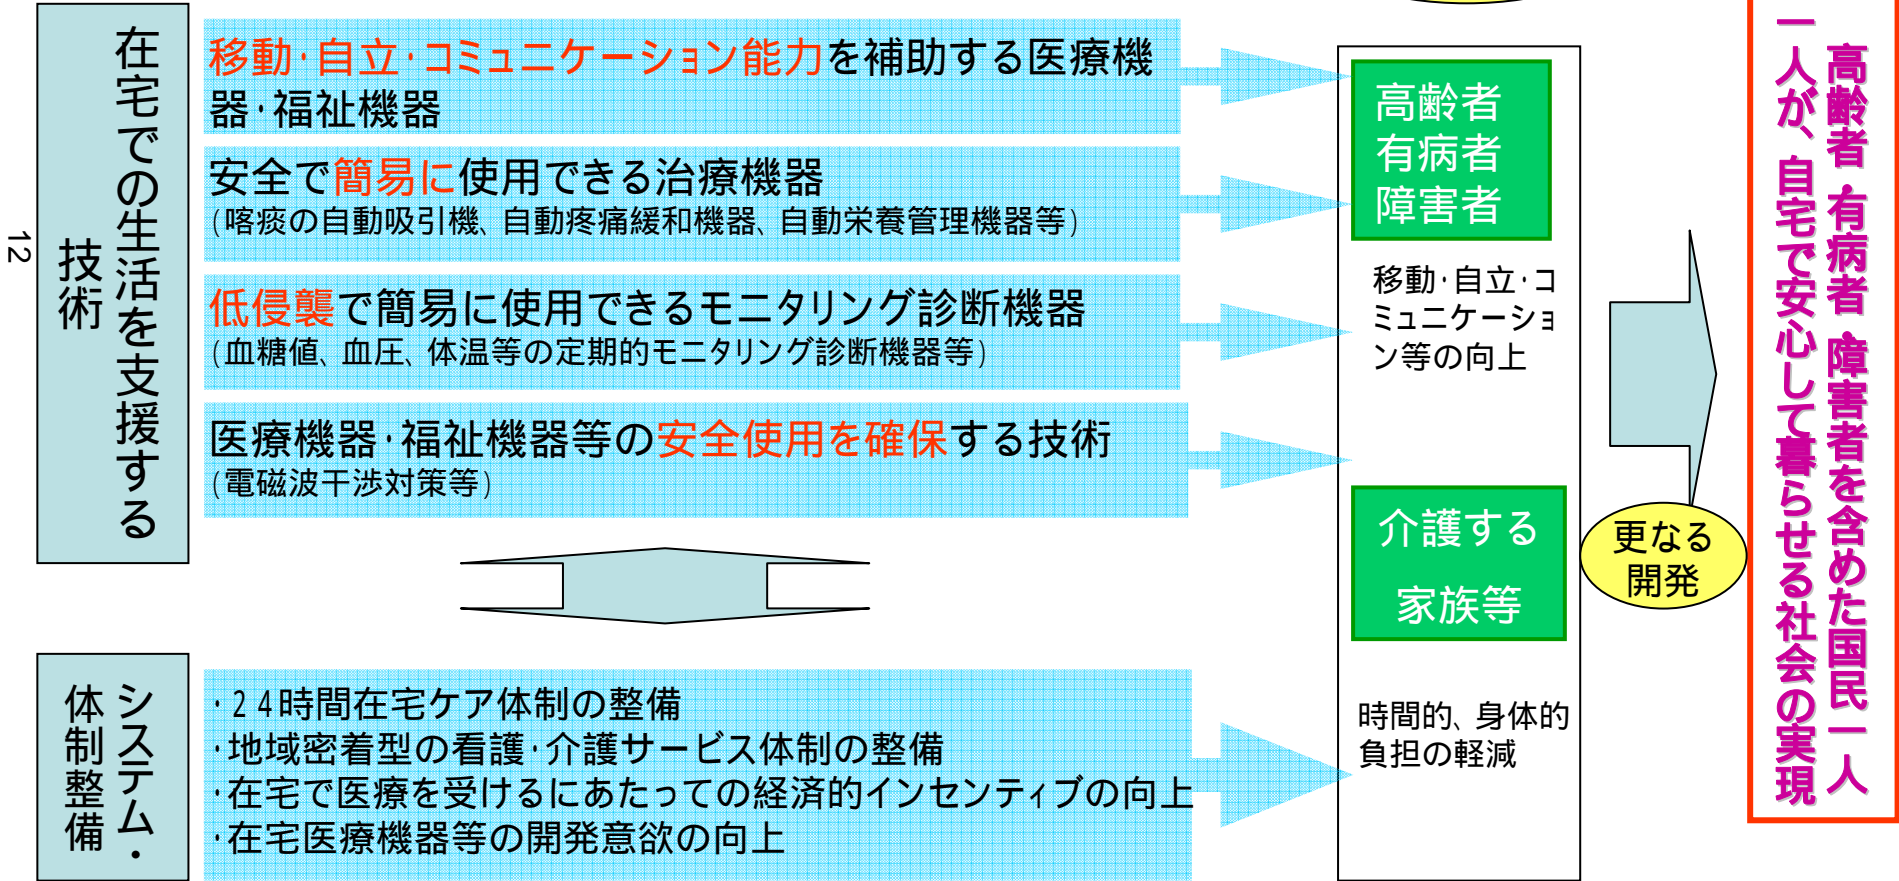 在宅での生活を支援する
技術
移動・自立・コミュニケーション能力を補助する医療機
器・福祉機器
安全で簡易に使用できる治療機器
(喀痰の自動吸引機、自動疼痛緩和機器、自動栄養管理機器等)
低侵襲で簡易に使用できるモニタリング診断機器
(血糖値、血圧、体温等の定期的モニタリング診断機器等)
医療機器・福祉機器等の安全使用を確保する技術
(電磁波干渉対策等)
システム・
体制整備
・24時間在宅ケア体制の整備
・地域密着型の看護・介護サービス体制の整備
・在宅で医療を受けるにあたっての経済的インセンティブの向上
・在宅医療機器等の開発意欲の向上
高齢者
有病者
障害者
移動・自立・コ
ミュニケーショ
ン等の向上
介護する
家族等
時間的、身体的
負担の軽減
更なる
開発
高齢者・有病者・障害者を含めた国民一人
一人が、自宅で安心して暮らせる社会の実現
12